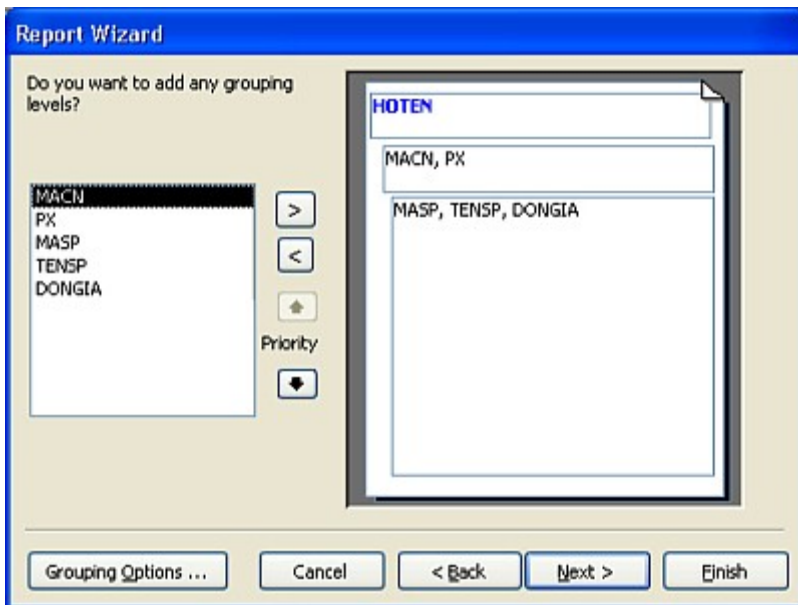 Report Wizard
Do you want to add any grouping
levels?
MACN
PX
MASP
TENSP
DONGIA
>
<
Priority
HOTEN
MACN, PX
MASP, TENSP, DONGIA
Grouping Options ...
Cancel
< Back
Next >
Finish